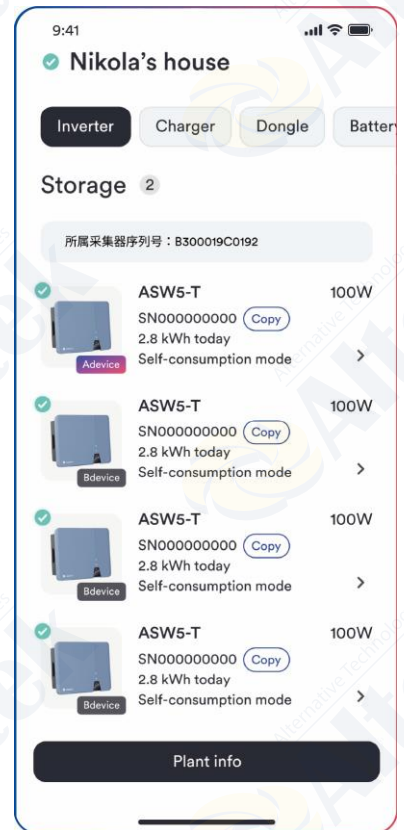 9:41
Nikola's house
Inverter Charger Dongle Battery
Storage 2
所属采集器序列号：B300019C0192
ASW5-T 100W
SN000000000 Copy
2.8 kWh today
Self-consumption mode
Adevice
ASW5-T 100W
SN000000000 Copy
2.8 kWh today
Self-consumption mode
Bdevice
ASW5-T 100W
SN000000000 Copy
2.8 kWh today
Self-consumption mode
Bdevice
ASW5-T 100W
SN000000000 Copy
2.8 kWh today
Self-consumption mode
Bdevice
Plant info